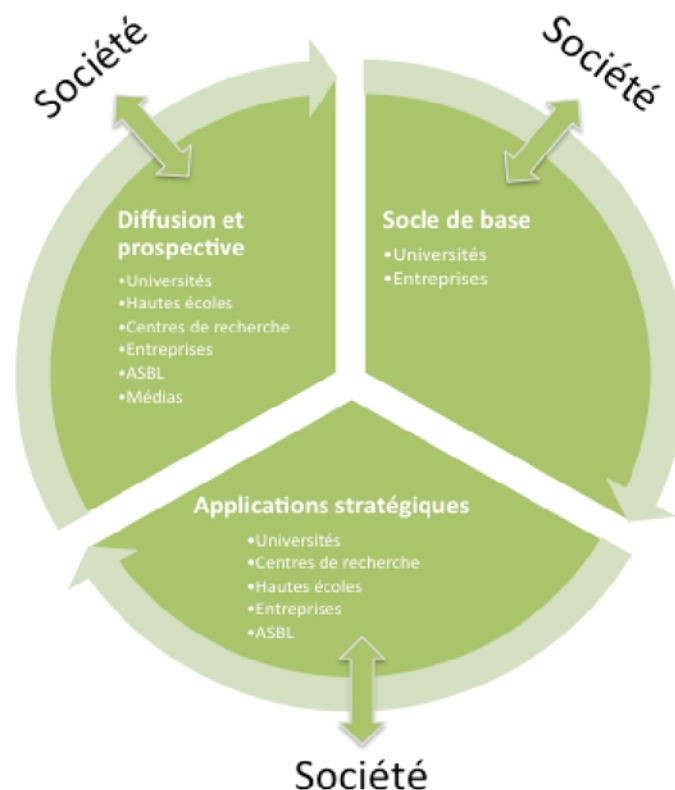 Société
Société
Diffusion et
prospective
•Universités
•Hautes écoles
•Centres de recherche
•Entreprises
•ASBL
•Médias
Socle de base
•Universités
•Entreprises
Applications stratégiques
•Universités
•Centres de recherche
•Hautes écoles
•Entreprises
•ASBL
Société